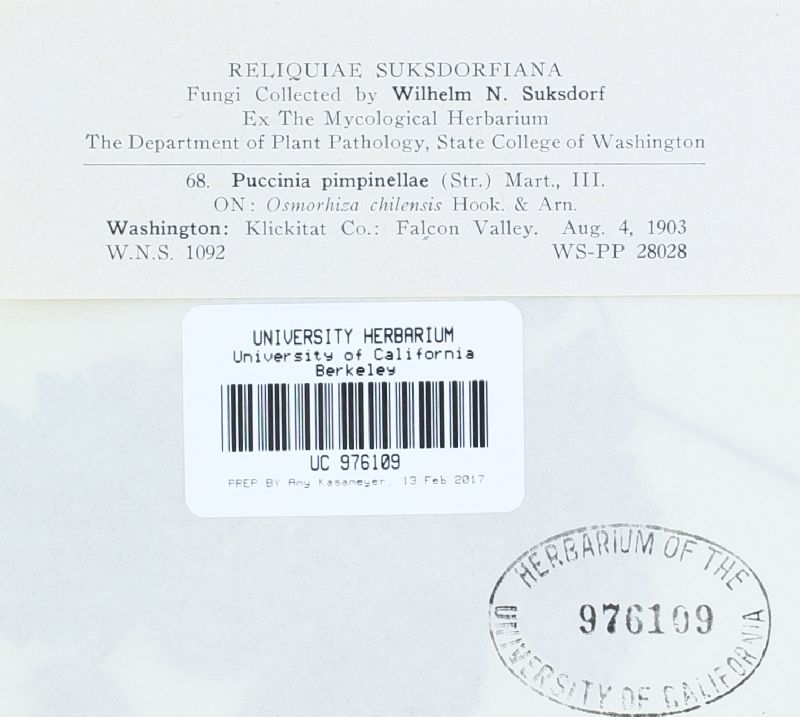 RELIQUIAE SUKSDORFIANA
Fungi Collected by Wilhelm N. Suksdorf
Ex The Mycological Herbarium
The Department of Plant Pathology, State College of Washington
68. Puccinia pimpinellae (Str.) Mart., III.
ON: Osmorhiza chilensis Hook. & Arn.
Washington: Klickitat Co.: Falcon Valley. Aug. 4, 1903
W.N.S. 1092 WS-PP 28028
UNIVERSITY HERBARIUM
University of California
Berkeley
UC 976109
PREP BY Amy Kasameyer, 13 Feb 2017
HERBARIUM OF THE
976109
UNIVERSITY OF CALIFORNIA